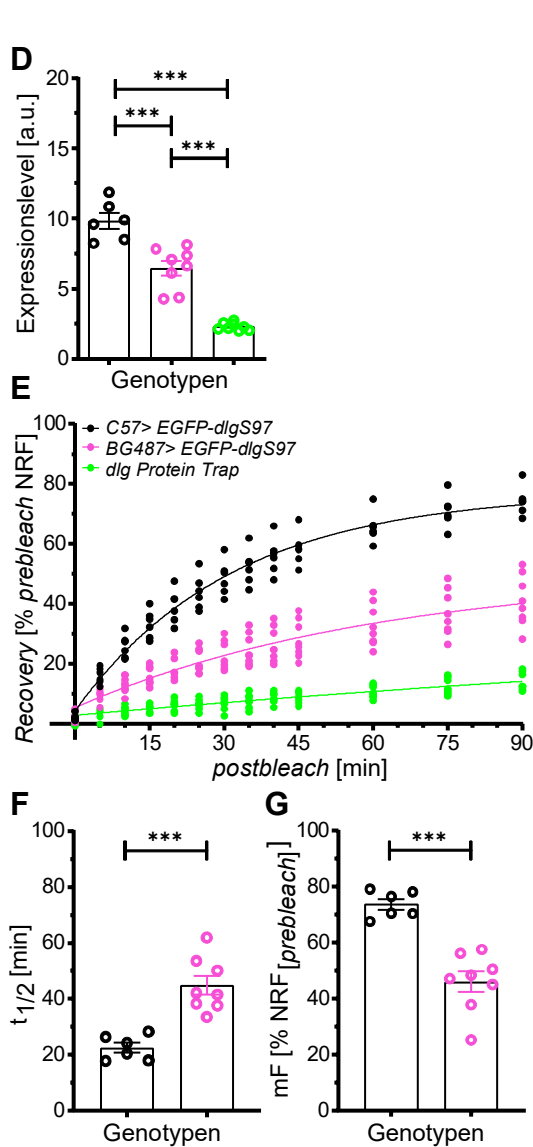 D
Expressionslevel [a.u.]
20
15
10
5
0
***
***
***
Genotypen
E
Recovery [% prebleach NRF]
100
80
60
40
20
C57> EGFP-dlgS97
BG487> EGFP-dlgS97
dlg Protein Trap
15 30 45 60 75 90
postbleach [min]
F
t1/2 [min]
100
80
60
40
20
0
***
Genotypen
G
mF [% NRF[prebleach]]
100
80
60
40
20
0
***
Genotypen